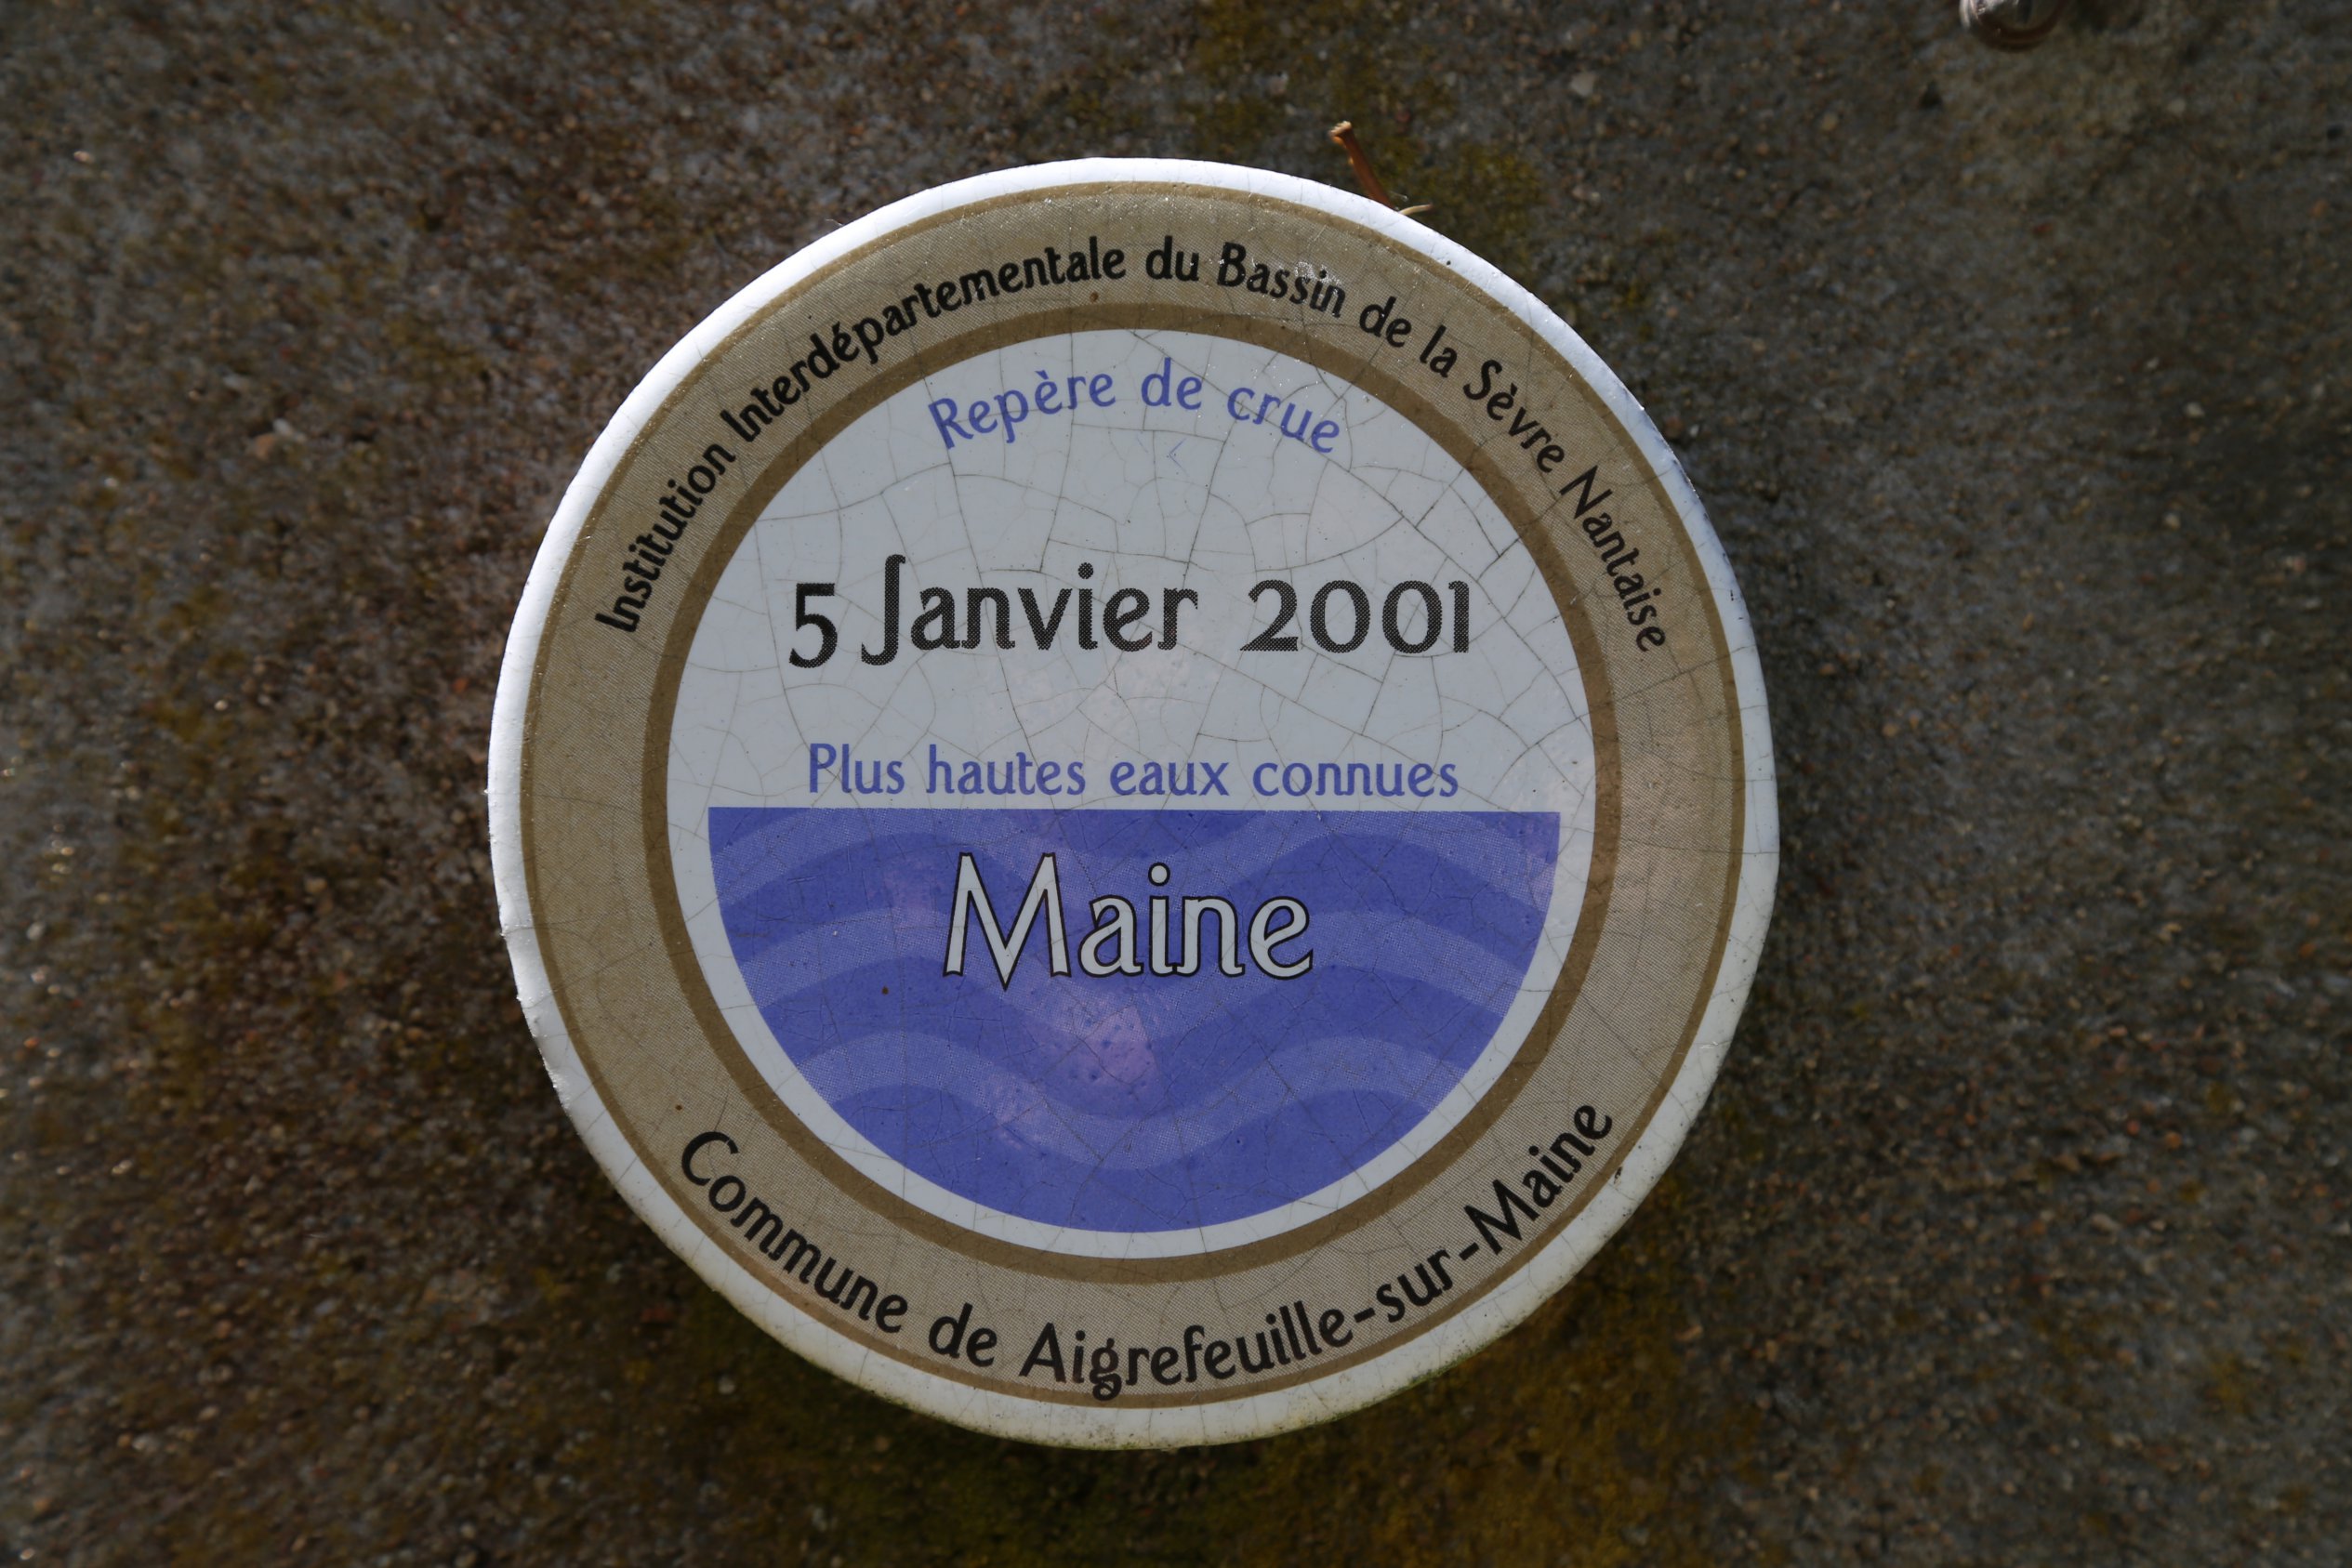 Institution Interdépartementale du Bassin de la Sèvre Nantaise
Repère de crue
5 Janvier 2001
Plus hautes eaux connues
Maine
Commune de Aigrefeuille-sur-Maine